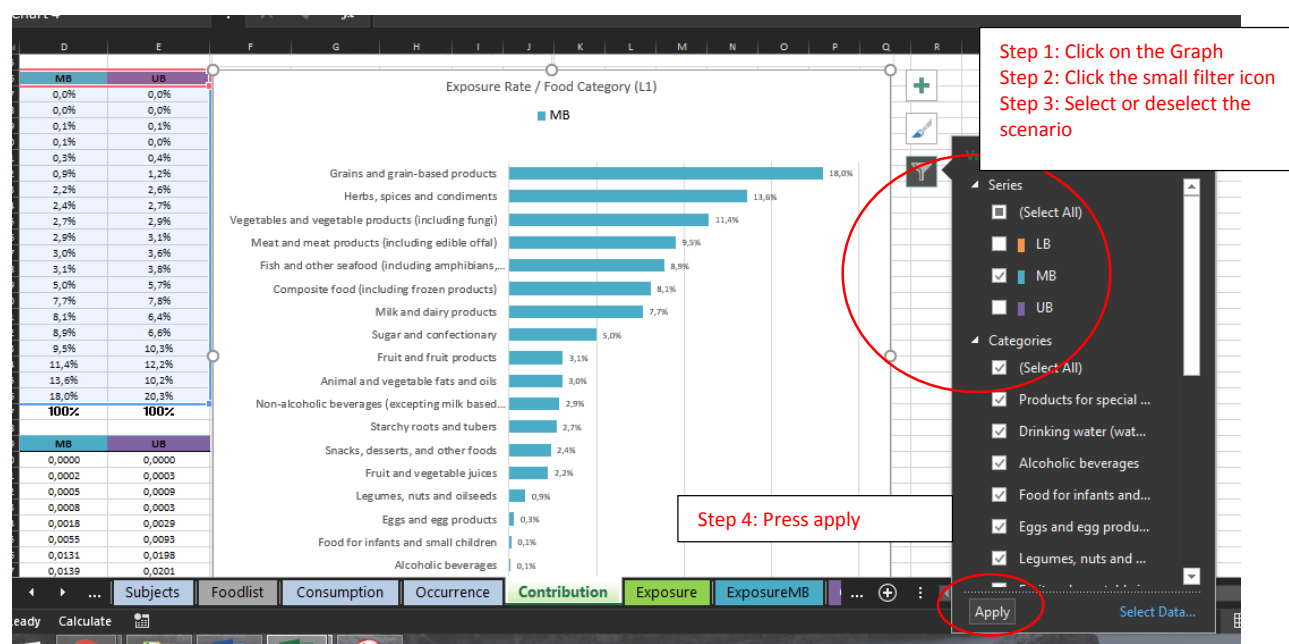 Chart 4
D E F G H I J K L M N O P Q R
Step 1: Click on the Graph
Step 2: Click the small filter icon
Step 3: Select or deselect the
scenario
MB UB
0,0% 0,0%
0,0% 0,0%
0,1% 0,1%
0,1% 0,0%
0,3% 0,4%
0,9% 1,2%
2,2% 2,6%
2,4% 2,7%
2,7% 2,9%
2,9% 3,1%
3,0% 3,6%
3,1% 3,8%
5,0% 5,7%
7,7% 7,8%
8,1% 6,4%
8,9% 6,6%
9,5% 10,3%
11,4% 12,2%
13,6% 10,2%
18,0% 20,3%
100% 100%
MB UB
0,0000 0,0000
0,0002 0,0003
0,0005 0,0009
0,0008 0,0003
0,0018 0,0029
0,0055 0,0093
0,0131 0,0198
0,0139 0,0201
Exposure Rate / Food Category (L1)
MB
Grains and grain-based products 18,0%
Herbs, spices and condiments 13,6%
Vegetables and vegetable products (including fungi) 11,4%
Meat and meat products (including edible offal) 9,5%
Fish and other seafood (including amphibians,... 8,9%
Composite food (including frozen products) 8,1%
Milk and dairy products 7,7%
Sugar and confectionary 5,0%
Fruit and fruit products 3,1%
Animal and vegetable fats and oils 3,0%
Non-alcoholic beverages (excepting milk based... 2,9%
Starchy roots and tubers 2,7%
Snacks, desserts, and other foods 2,4%
Fruit and vegetable juices 2,2%
Legumes, nuts and oilseeds 0,9%
Eggs and egg products 0,3%
Food for infants and small children 0,1%
Alcoholic beverages 0,1%
Series
(Select All)
LB
MB
UB
Categories
(Select All)
Products for special ...
Drinking water (wat...
Alcoholic beverages
Food for infants and...
Eggs and egg produ...
Legumes, nuts and ...
Step 4: Press apply
Apply Select Data...
... Subjects Foodlist Consumption Occurrence Contribution Exposure ExposureMB ...
Calculate